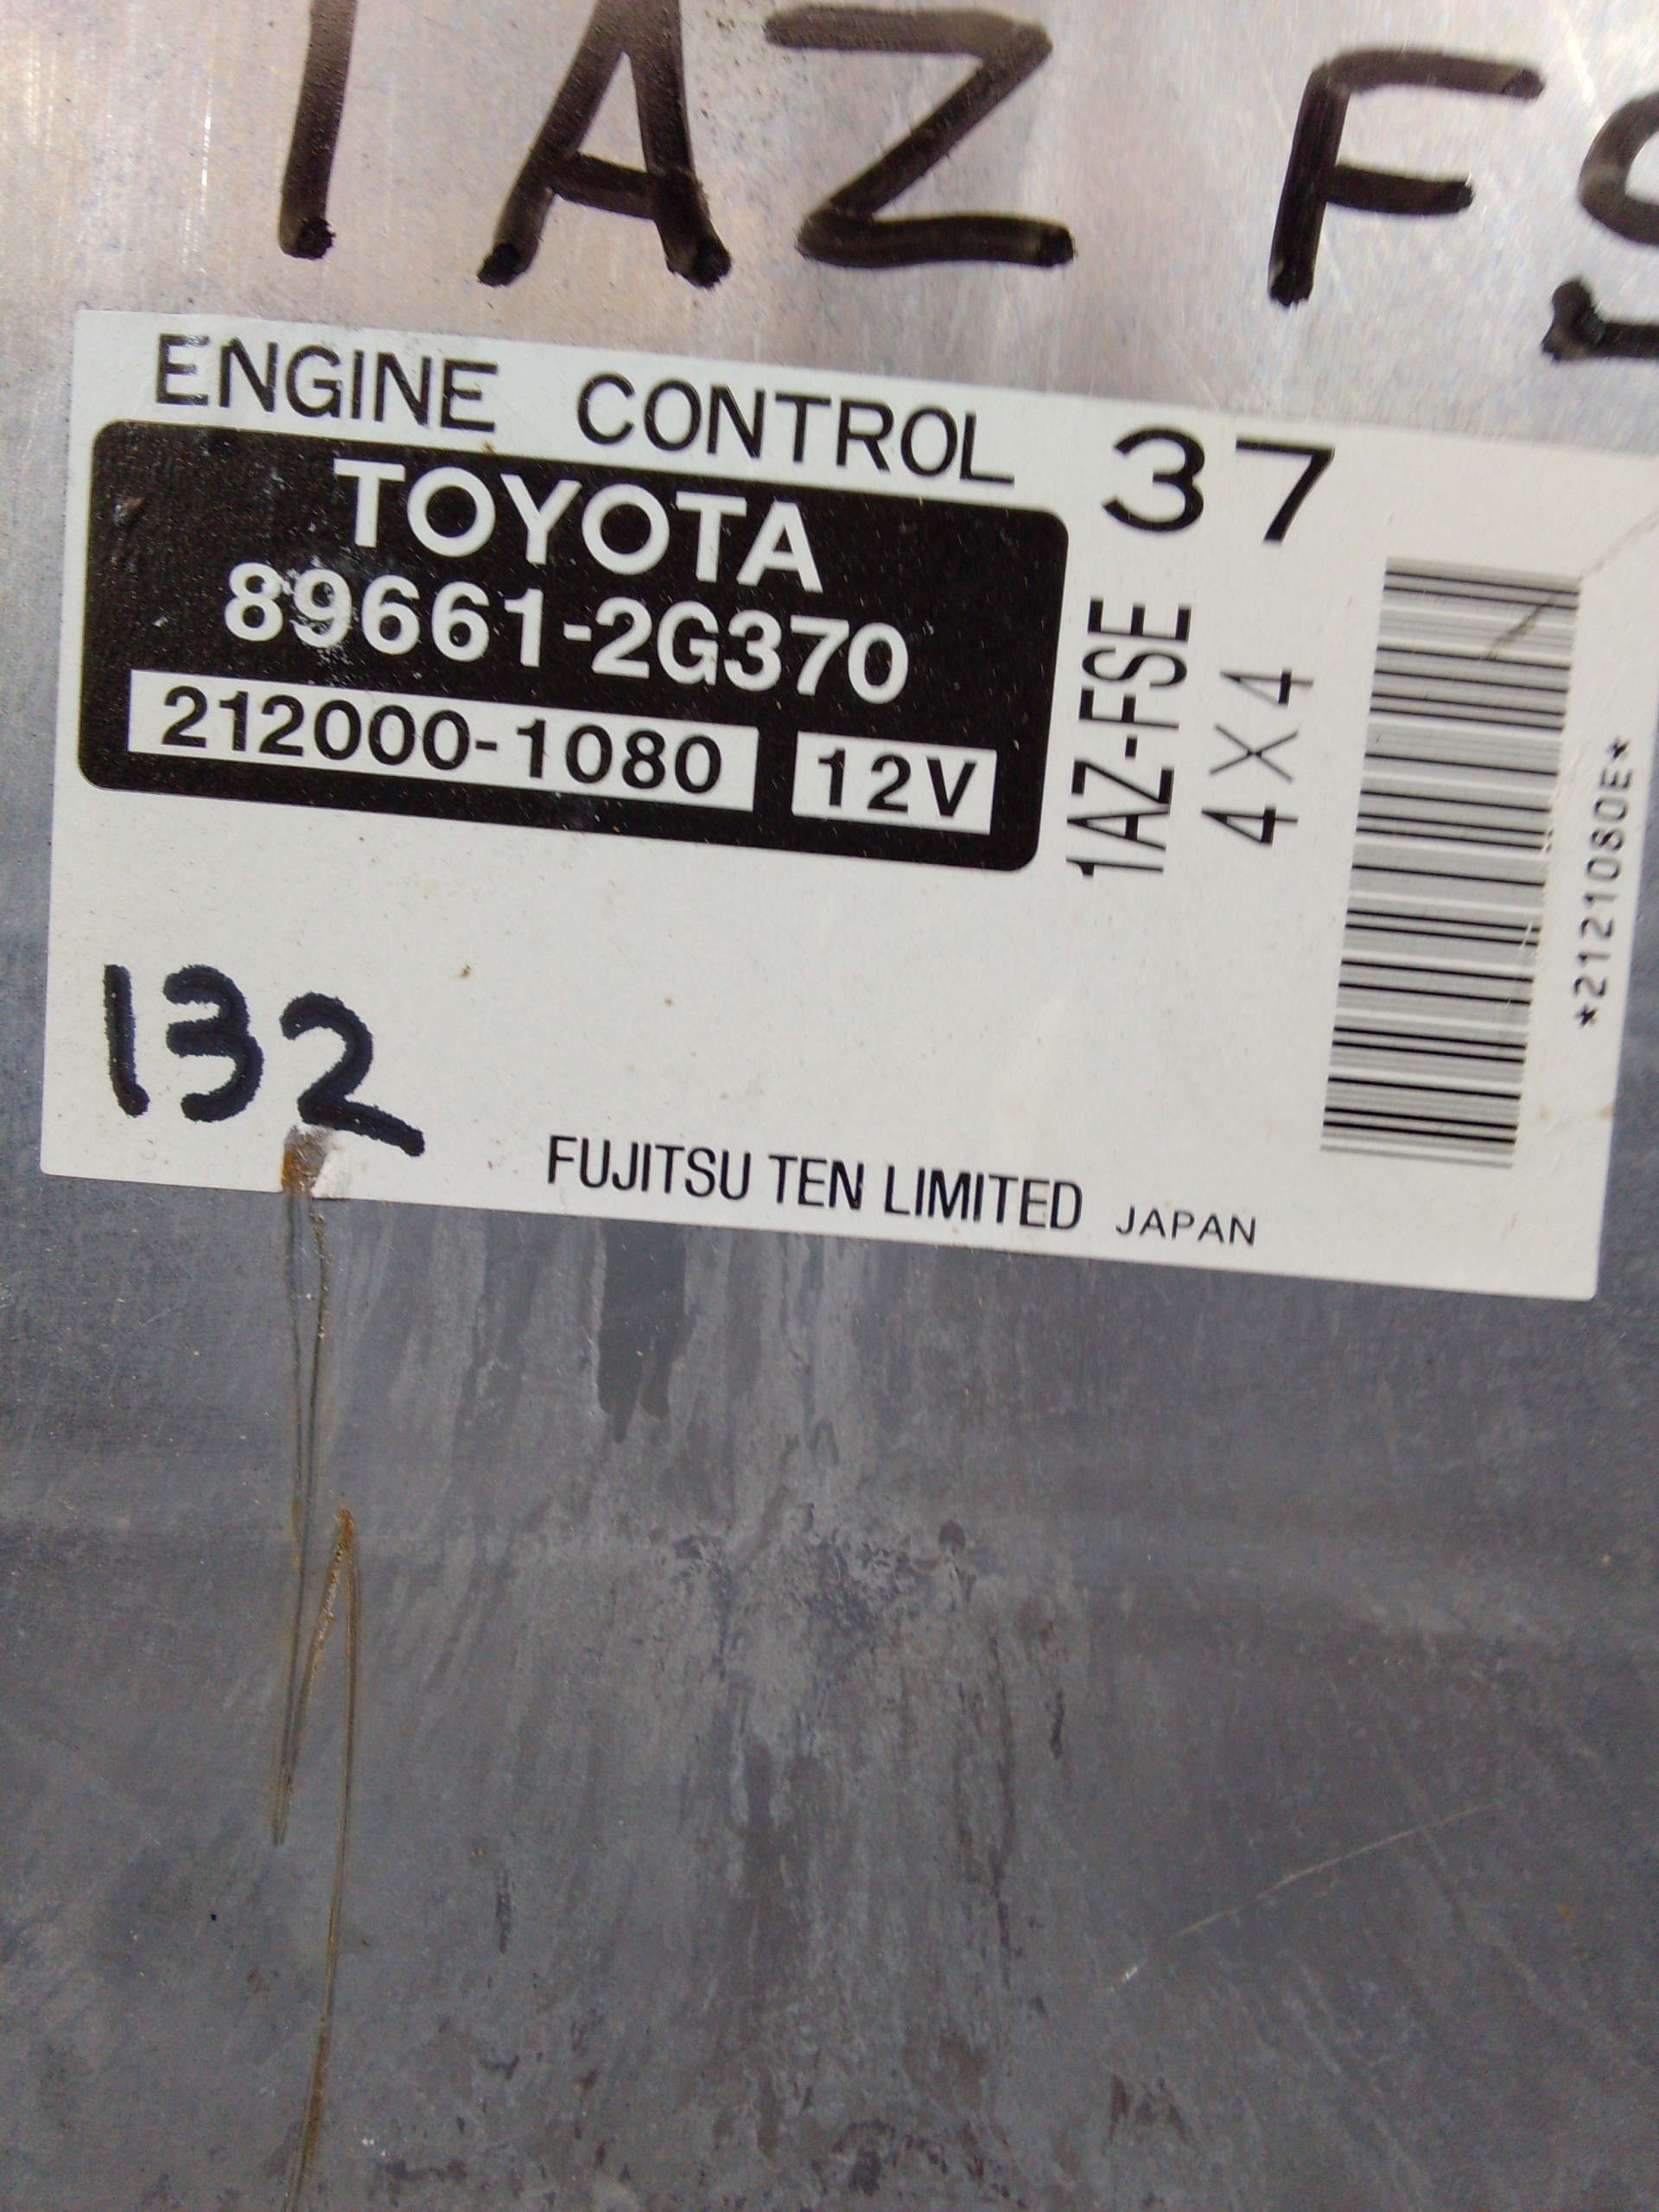 1AZ FS
ENGINE CONTROL 37
TOYOTA
89661-2G370
212000-1080 12V
1AZ-FSE
4X4
*2121080E*
132
FUJITSU TEN LIMITED JAPAN